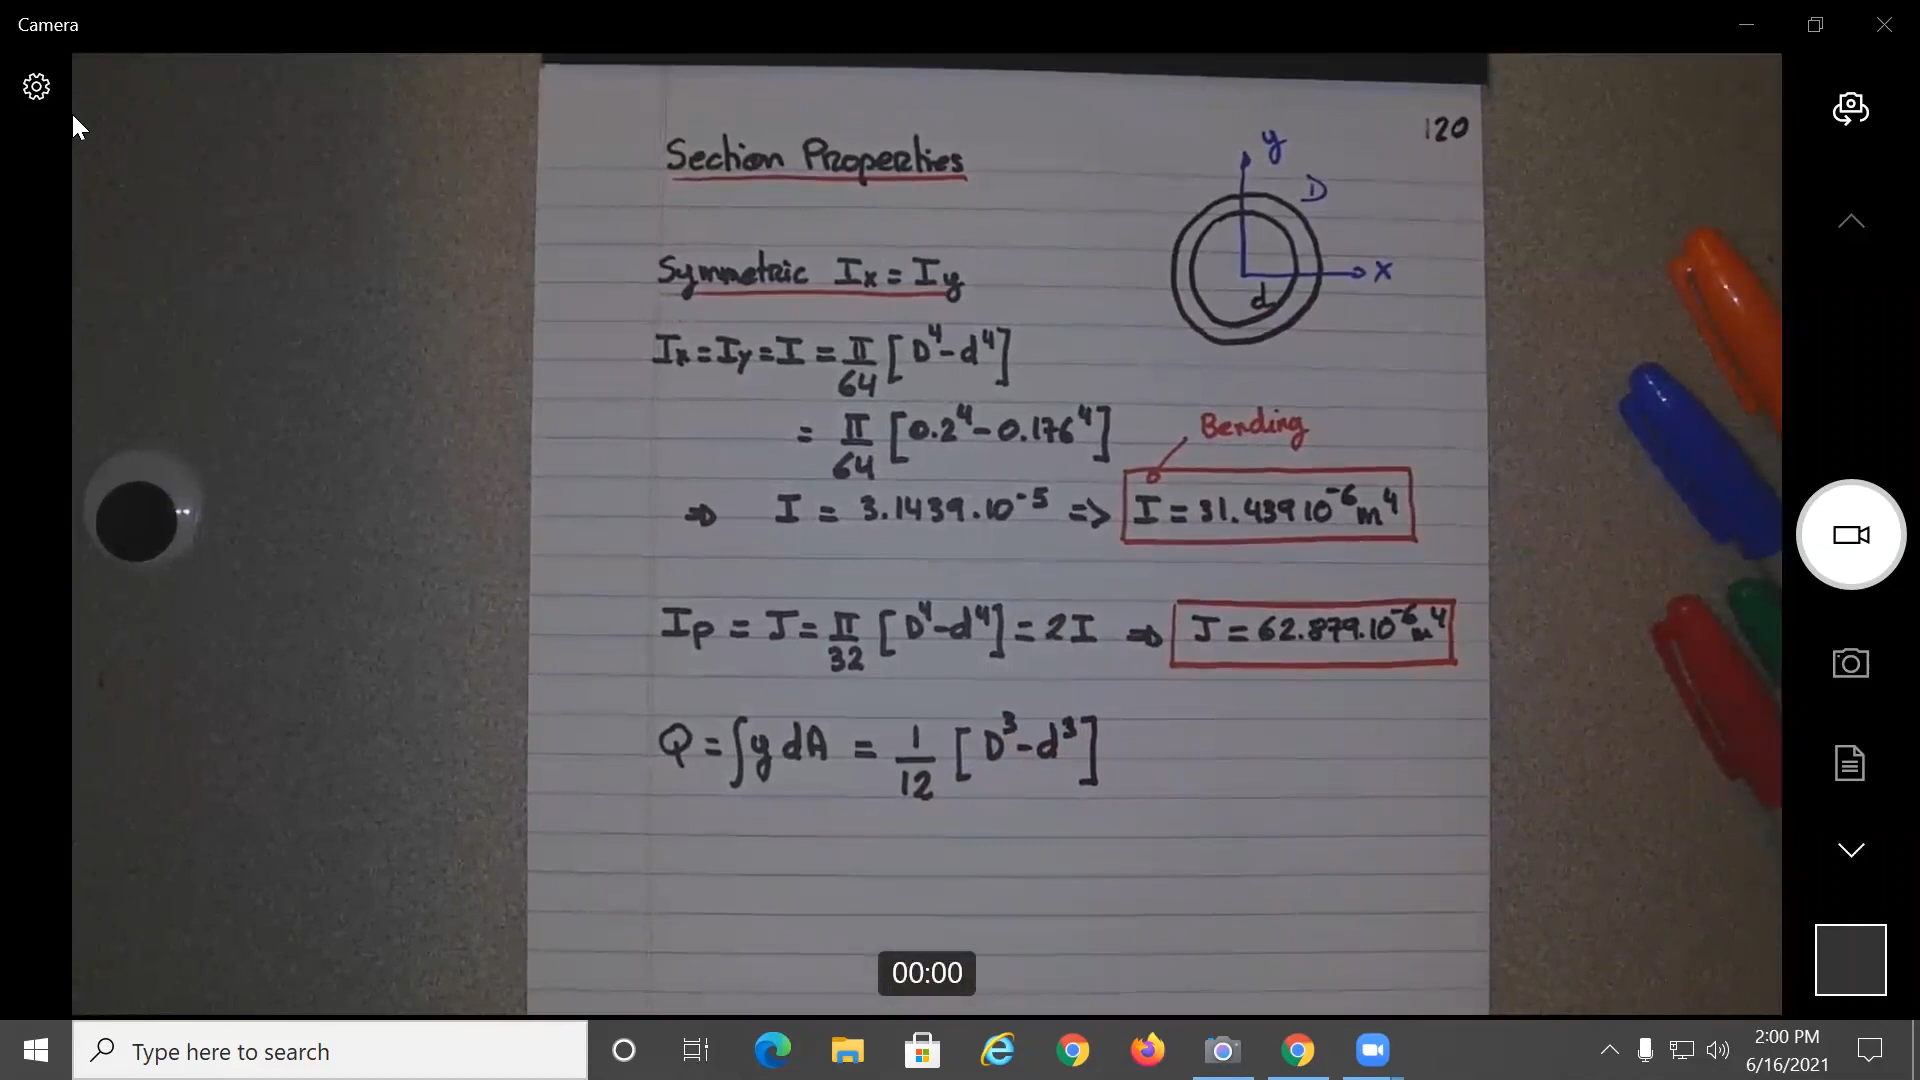 Camera
120
Section Properties
y
D
x
d
Symmetric Ix = Iy
Ix = Iy = I = π/64 [D⁴ - d⁴]
= π/64 [0.2⁴ - 0.176⁴]
Bending
⇒ I = 3.1439.10⁻⁵ => I = 31.439 10⁻⁶ m⁴
Ip = J = π/32 [D⁴ - d⁴] = 2I ⇒ J = 62.879.10⁻⁶ m⁴
Q = ∫ y dA = 1/12 [D³ - d³]
00:00
Type here to search
2:00 PM
6/16/2021